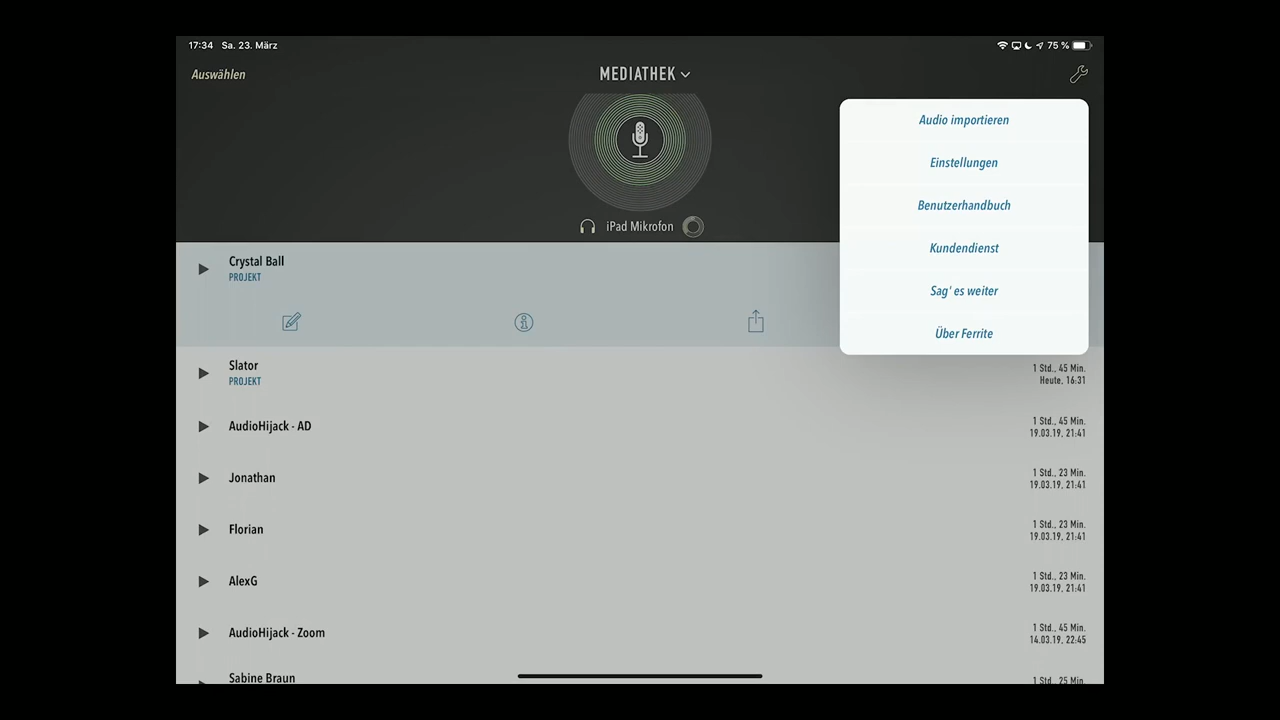 17:34 Sa. 23. März
75 %
Auswählen
MEDIATHEK
iPad Mikrofon
Audio importieren
Einstellungen
Benutzerhandbuch
Kundendienst
Sag' es weiter
Über Ferrite
Crystal Ball
PROJEKT
Slator
PROJEKT
1 Std., 45 Min.
Heute, 16:31
AudioHijack - AD
1 Std., 45 Min.
19.03.19, 21:41
Jonathan
1 Std., 23 Min.
19.03.19, 21:41
Florian
1 Std., 23 Min.
19.03.19, 21:41
AlexG
1 Std., 23 Min.
19.03.19, 21:41
AudioHijack - Zoom
1 Std., 45 Min.
14.03.19, 22:45
Sabine Braun
1 Std., 25 Min.